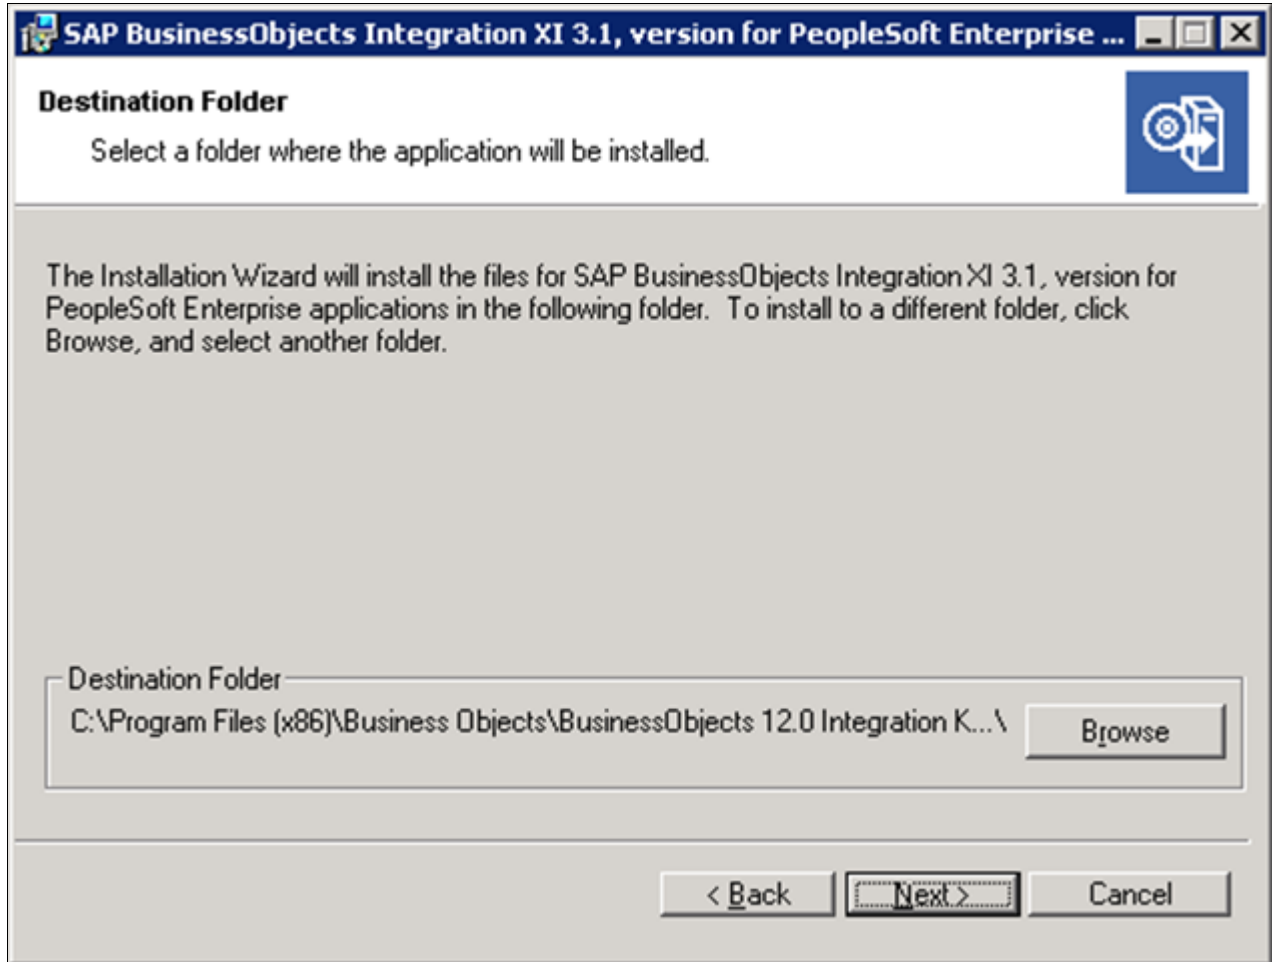 SAP BusinessObjects Integration XI 3.1, version for PeopleSoft Enterprise ...
Destination Folder
Select a folder where the application will be installed.
The Installation Wizard will install the files for SAP BusinessObjects Integration XI 3.1, version for
PeopleSoft Enterprise applications in the following folder.  To install to a different folder, click
Browse, and select another folder.
Destination Folder
C:\Program Files (x86)\Business Objects\BusinessObjects 12.0 Integration K...\
Browse
< Back
Next >
Cancel